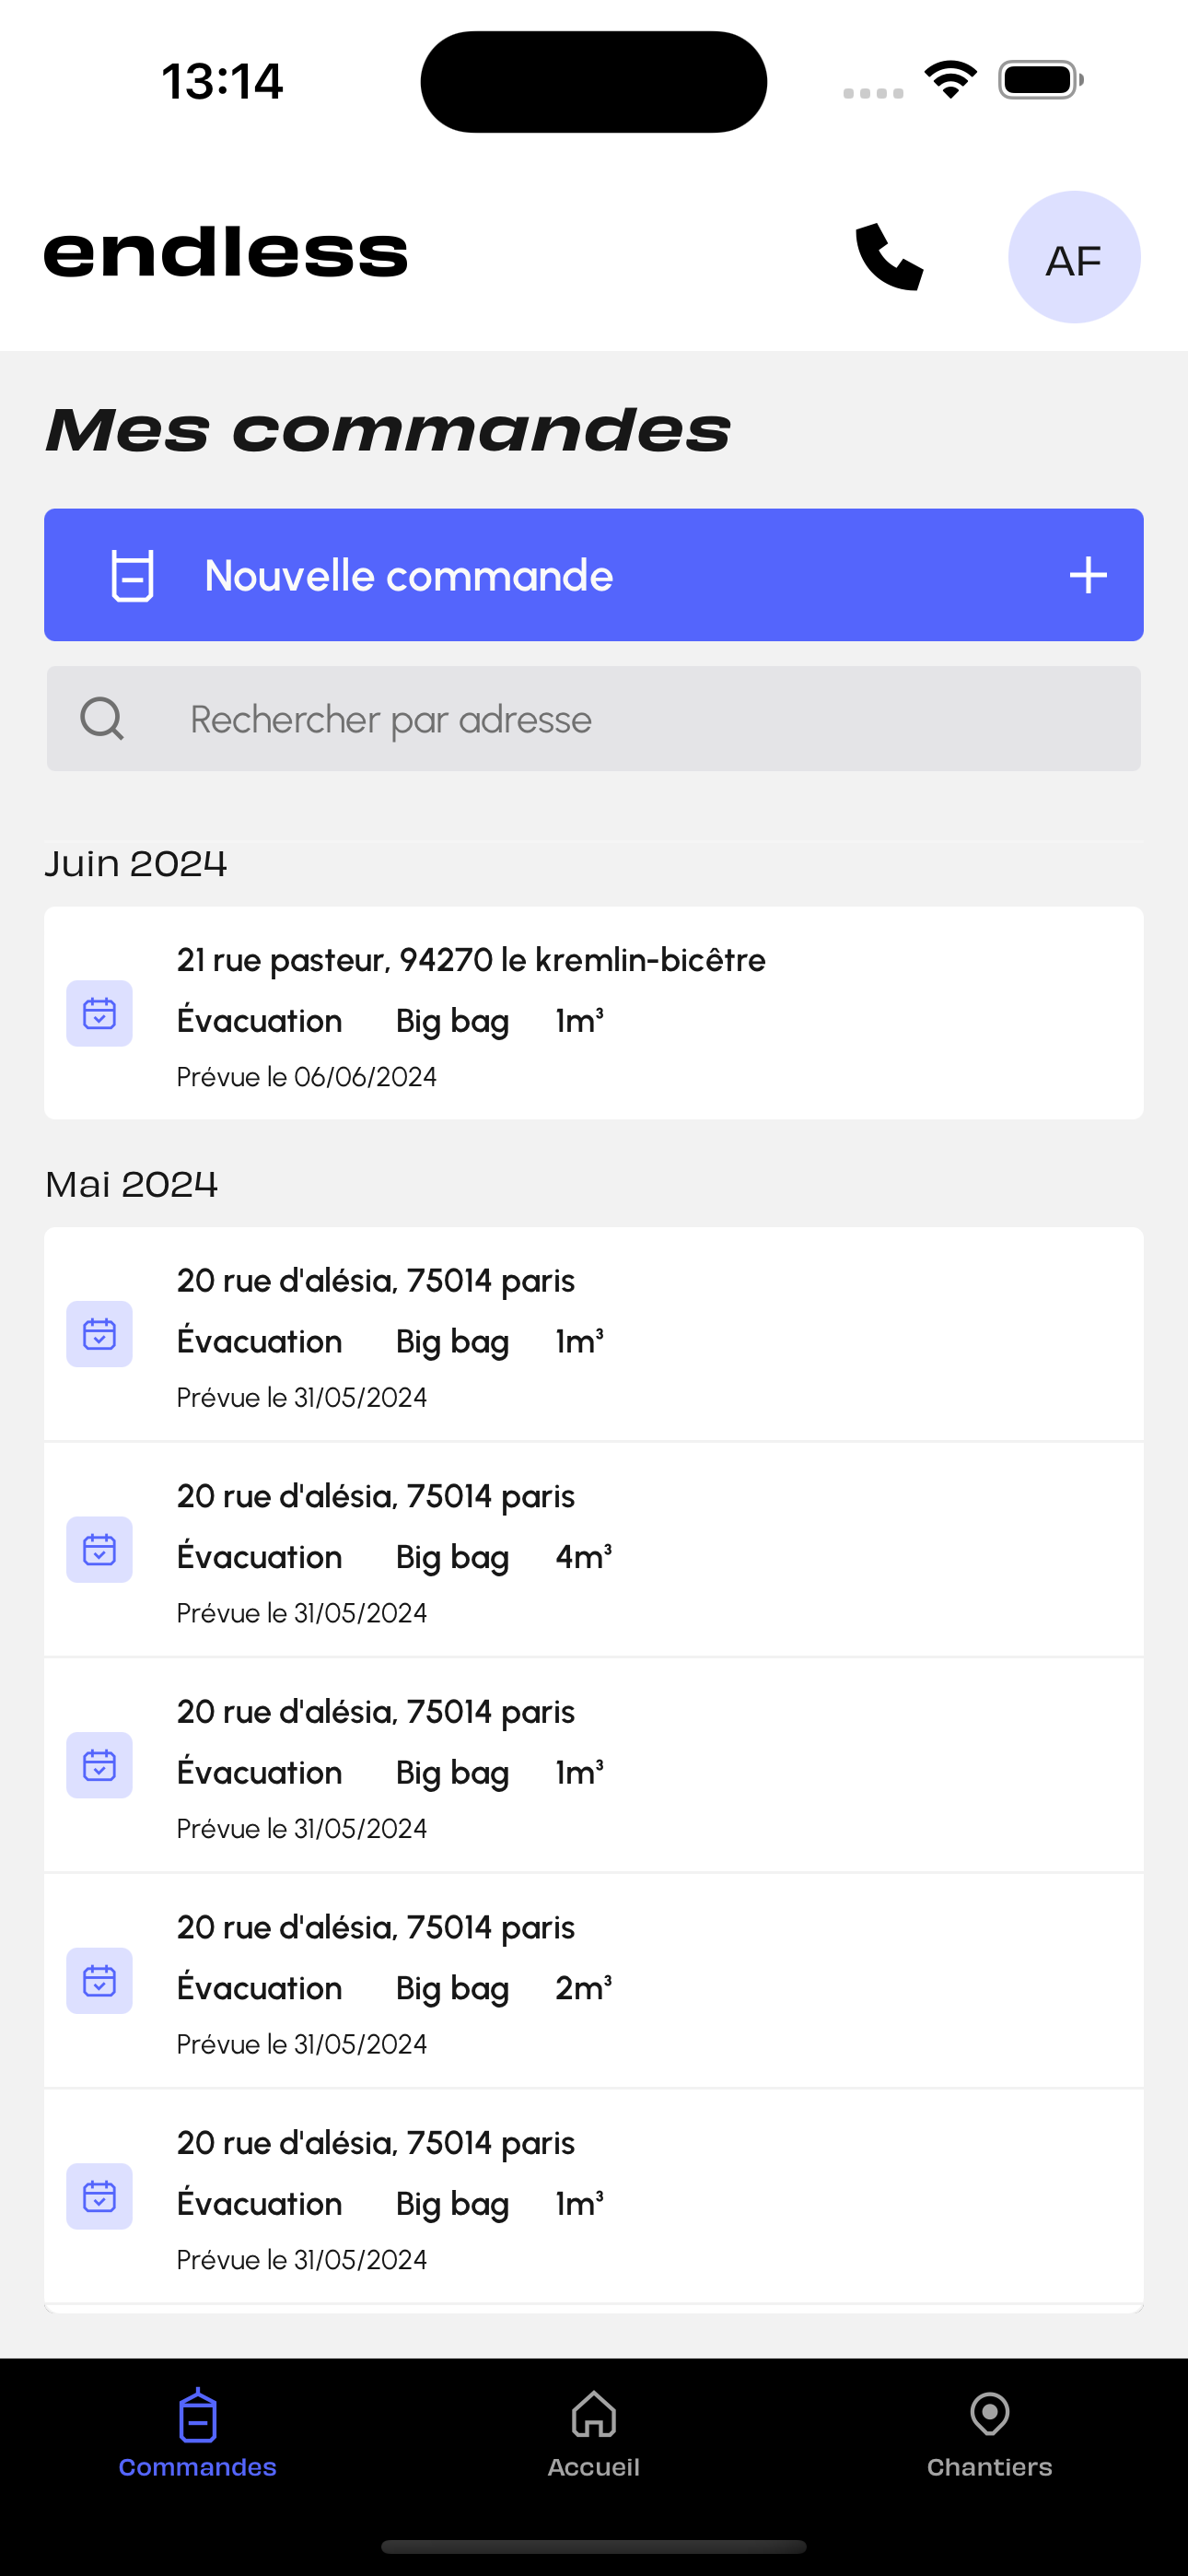 13:14
endless
AF
Mes commandes
Nouvelle commande
Rechercher par adresse
Juin 2024
21 rue pasteur, 94270 le kremlin-bicêtre
Évacuation Big bag 1m³
Prévue le 06/06/2024
Mai 2024
20 rue d'alésia, 75014 paris
Évacuation Big bag 1m³
Prévue le 31/05/2024
20 rue d'alésia, 75014 paris
Évacuation Big bag 4m³
Prévue le 31/05/2024
20 rue d'alésia, 75014 paris
Évacuation Big bag 1m³
Prévue le 31/05/2024
20 rue d'alésia, 75014 paris
Évacuation Big bag 2m³
Prévue le 31/05/2024
20 rue d'alésia, 75014 paris
Évacuation Big bag 1m³
Prévue le 31/05/2024
Commandes Accueil Chantiers